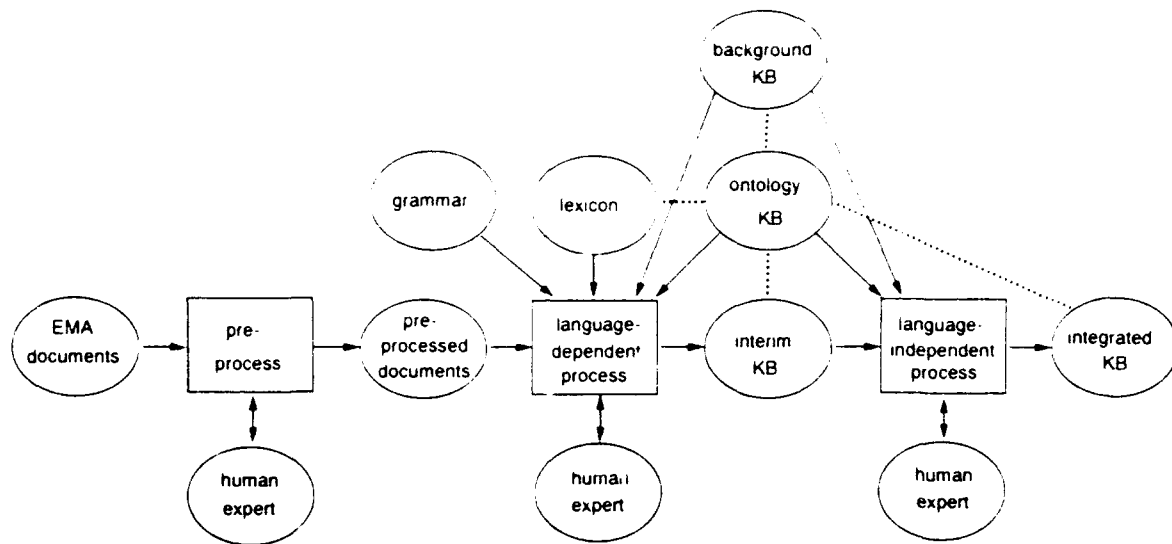 background
KB
grammar
lexicon
ontology
KB
EMA
documents
pre-
process
pre-
processed
documents
language-
dependent
process
interim
KB
language-
independent
process
integrated
KB
human
expert
human
expert
human
expert